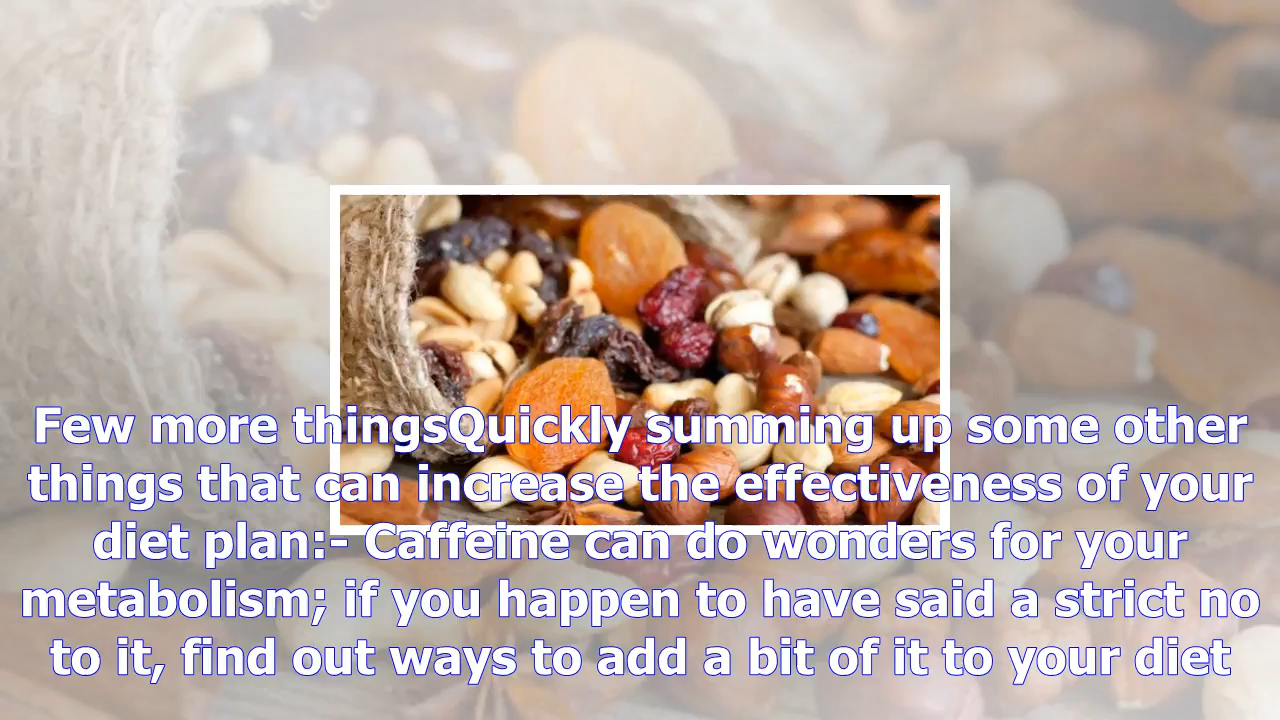 Few more thingsQuickly summing up some other
things that can increase the effectiveness of your
diet plan:- Caffeine can do wonders for your
metabolism; if you happen to have said a strict no
to it, find out ways to add a bit of it to your diet